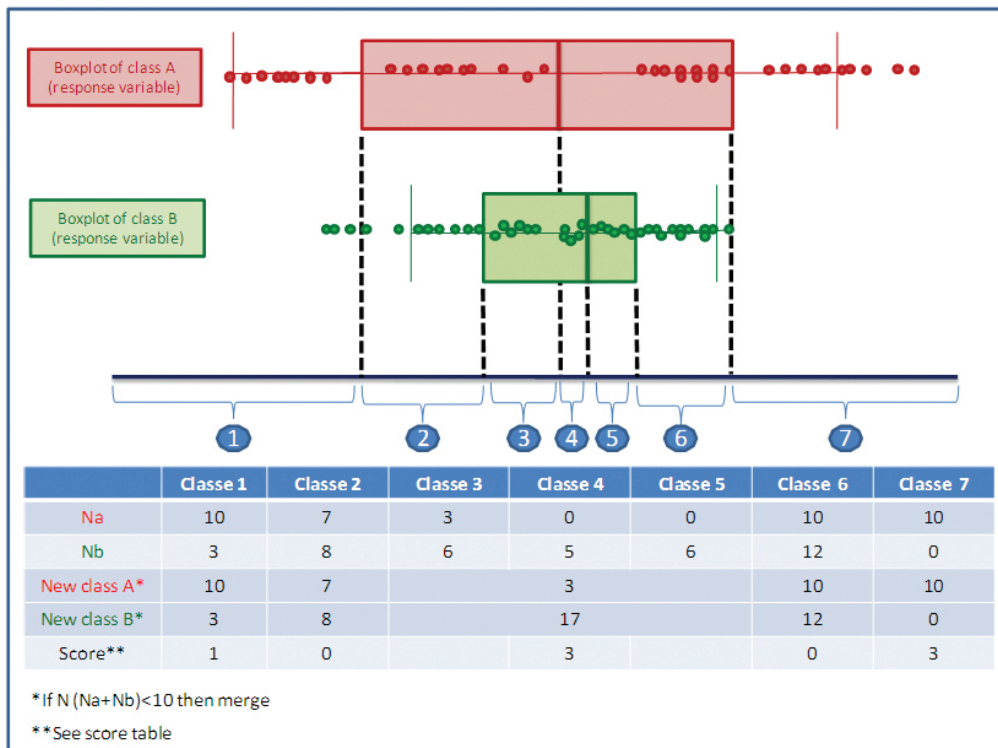 Boxplot of class A
(response variable)
Boxplot of class B
(response variable)
1 2 3 4 5 6 7
Classe 1 Classe 2 Classe 3 Classe 4 Classe 5 Classe 6 Classe 7
Na 10 7 3 0 0 10 10
Nb 3 8 6 5 6 12 0
New class A* 10 7 3 10 10
New class B* 3 8 17 12 0
Score** 1 0 3 0 3
*If N (Na+Nb)<10 then merge
**See score table